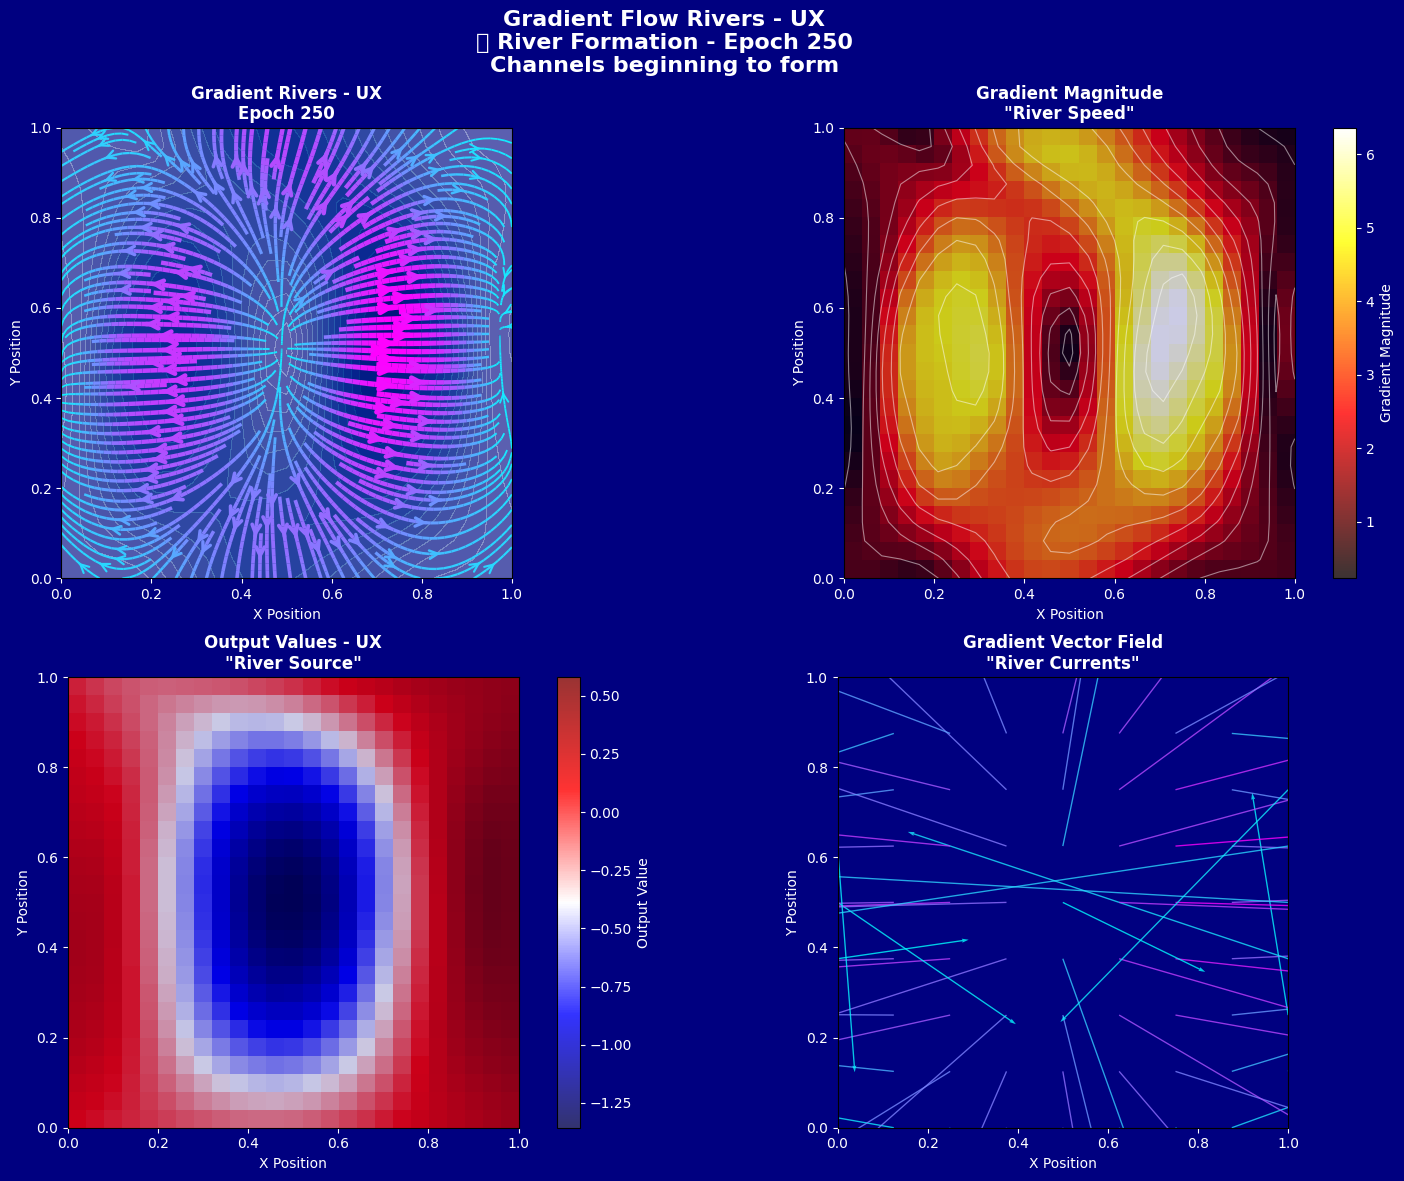 Gradient Flow Rivers - UX
▯ River Formation - Epoch 250
Channels beginning to form
Gradient Rivers - UX
Epoch 250
1.0
0.8
0.6
0.4
0.2
0.0
Y Position
0.0 0.2 0.4 0.6 0.8 1.0
X Position
Gradient Magnitude
"River Speed"
1.0
0.8
0.6
0.4
0.2
0.0
Y Position
0.0 0.2 0.4 0.6 0.8 1.0
X Position
6
5
4
3
2
1
Gradient Magnitude
Output Values - UX
"River Source"
1.0
0.8
0.6
0.4
0.2
0.0
Y Position
0.0 0.2 0.4 0.6 0.8 1.0
X Position
0.50
0.25
0.00
−0.25
−0.50
−0.75
−1.00
−1.25
Output Value
Gradient Vector Field
"River Currents"
1.0
0.8
0.6
0.4
0.2
0.0
Y Position
0.0 0.2 0.4 0.6 0.8 1.0
X Position